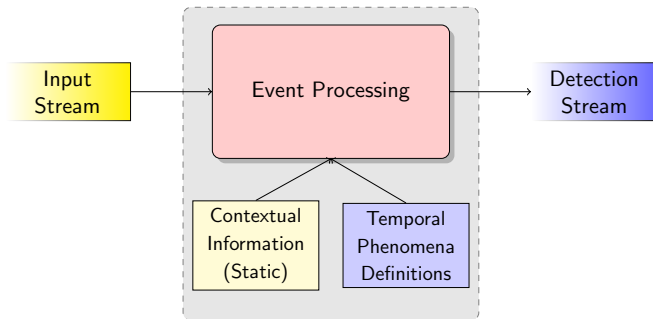 Input
Stream
Event Processing
Detection
Stream
Contextual
Information
(Static)
Temporal
Phenomena
Definitions